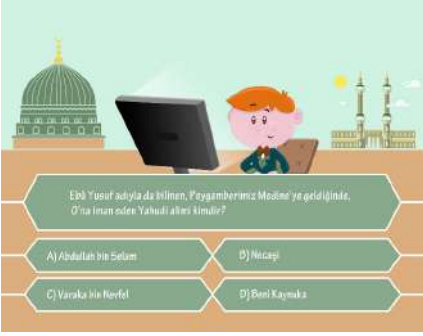 Ebû Yusuf adıyla da bilinen, Peygamberimiz Medine'ye geldiğinde,
O'na iman eden Yahudi alimi kimdir?
A) Abdullah bin Selam
B) Necaşi
C) Varaka bin Nevfel
D) Beni Kaynuka